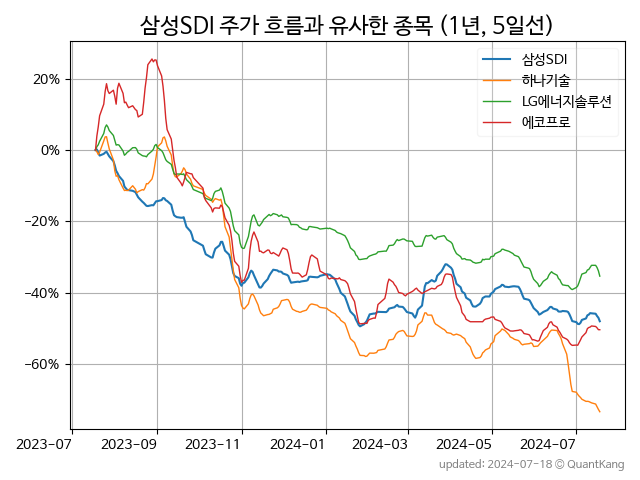 삼성SDI 주가 흐름과 유사한 종목 (1년, 5일선)
삼성SDI
하나기술
LG에너지솔루션
에코프로
20%
0%
−20%
−40%
−60%
2023-07
2023-09
2023-11
2024-01
2024-03
2024-05
2024-07
updated: 2024-07-18 © QuantKang